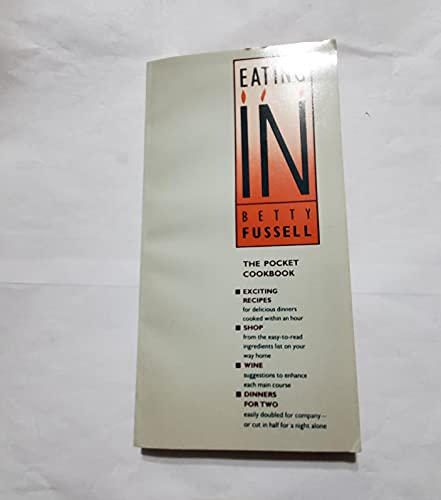 EATING
IN
BETTY
FUSSELL
THE POCKET
COOKBOOK
EXCITING
RECIPES
for delicious dinners
cooked within an hour
SHOP
from the easy-to-read
ingredients list on your
way home
WINE
suggestions to enhance
each main course
DINNERS
FOR TWO
easily doubled for company—
or cut in half for a night alone